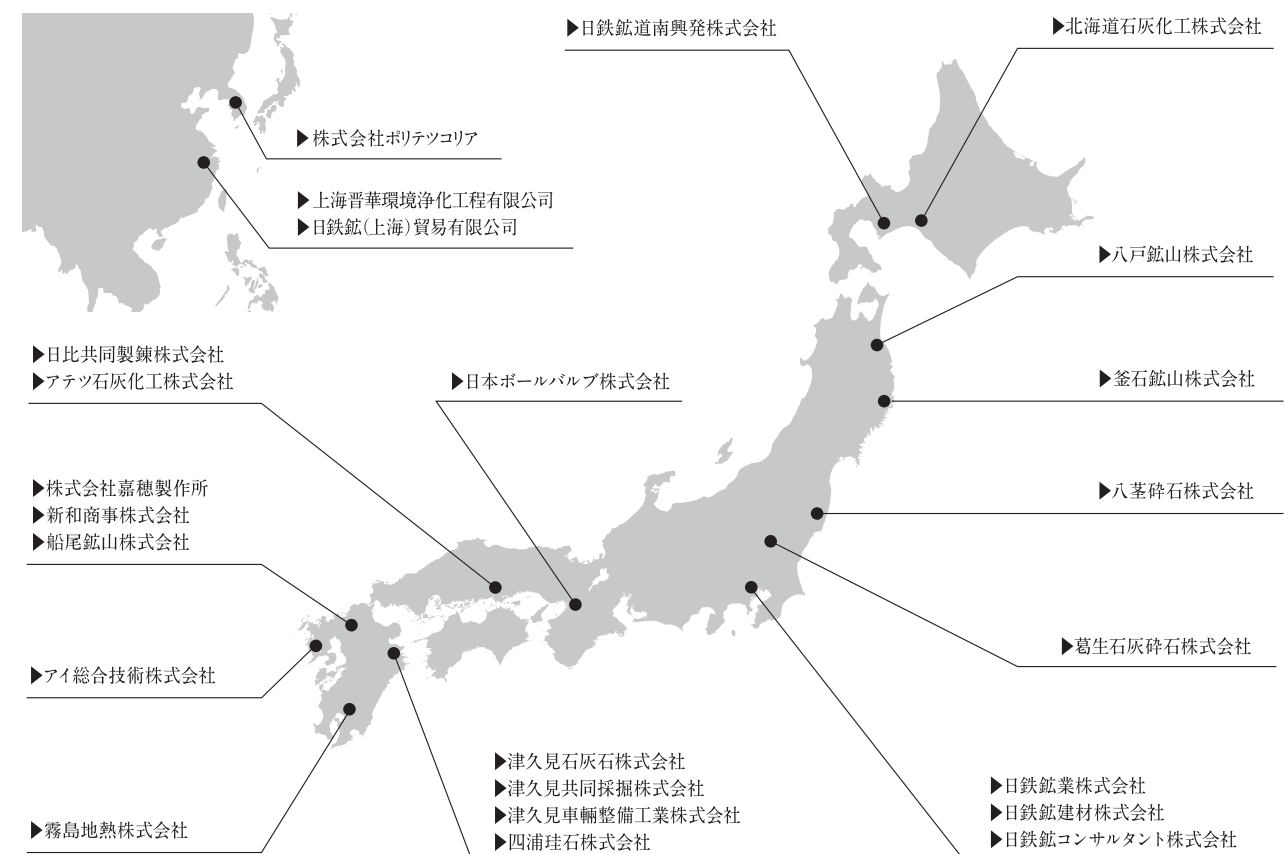 ▶日鉄鉱道南興発株式会社
▶北海道石灰化工株式会社
▶株式会社ポリテツコリア
▶上海晋華環境浄化工程有限公司
▶日鉄鉱(上海)貿易有限公司
▶八戸鉱山株式会社
▶日比共同製錬株式会社
▶アテツ石灰化工株式会社
▶日本ボールバルブ株式会社
▶釜石鉱山株式会社
▶株式会社嘉穂製作所
▶新和商事株式会社
▶船尾鉱山株式会社
▶八茎砕石株式会社
▶葛生石灰砕石株式会社
▶アイ総合技術株式会社
▶津久見石灰石株式会社
▶津久見共同採掘株式会社
▶津久見車輛整備工業株式会社
▶四浦珪石株式会社
▶日鉄鉱業株式会社
▶日鉄鉱建材株式会社
▶日鉄鉱コンサルタント株式会社
▶霧島地熱株式会社